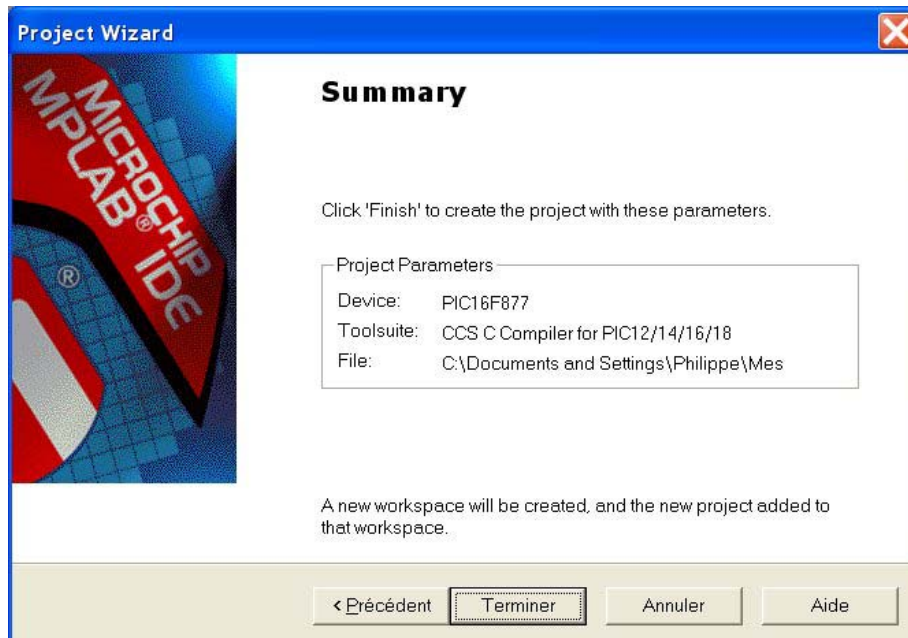 Project Wizard
MICROCHIP
MPLAB® IDE
®
Summary
Click 'Finish' to create the project with these parameters.
Project Parameters
Device: PIC16F877
Toolsuite: CCS C Compiler for PIC12/14/16/18
File: C:\Documents and Settings\Philippe\Mes
A new workspace will be created, and the new project added to
that workspace.
< Précédent Terminer Annuler Aide